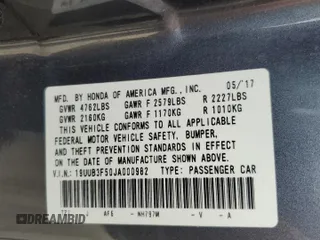 MFD. BY HONDA OF AMERICA MFG., INC. 05/17
GVWR 4762LBS GAWR F 2579LBS R 2227LBS
GVWR 2160KG GAWR F 1170KG R 1010KG
THIS VEHICLE CONFORMS TO ALL APPLICABLE
FEDERAL MOTOR VEHICLE SAFETY, BUMPER,
AND THEFT PREVENTION STANDARDS IN EFFECT ON
THE DATE OF MANUFACTURE SHOWN ABOVE.
V.I.N.: 19UUB3F50JA000982 TYPE: PASSENGER CAR
AFE - NH797M - V - A
DREAMBID